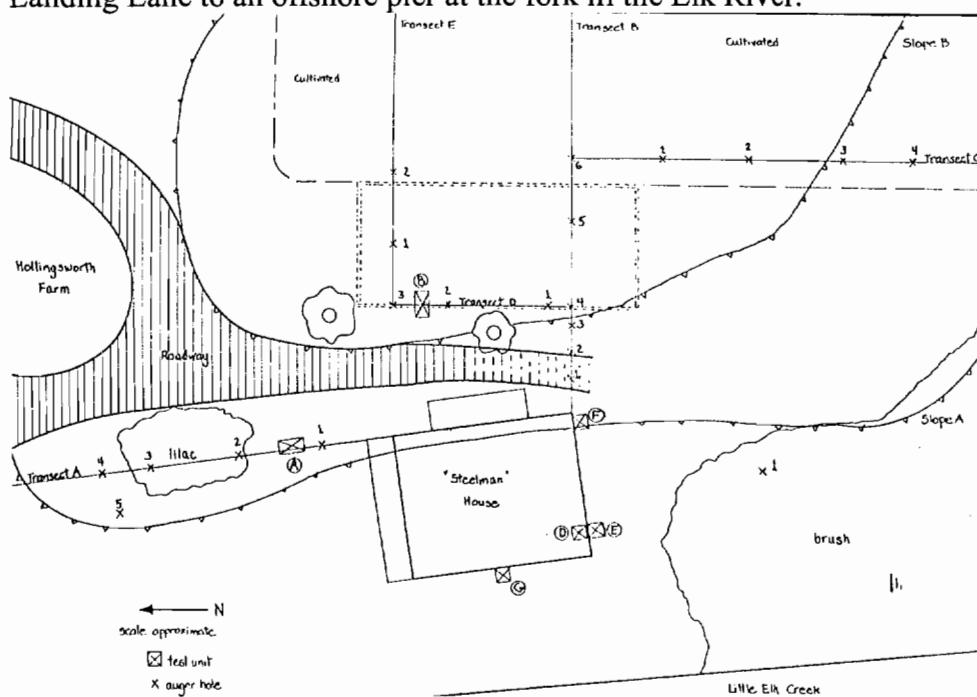 Landing Lane to an offshore pier at the fork in the Elk River.
Transect E
Transect B
Cultivated
Slope B
Cultivated
1
2
3
4
Transect C
6
2
5
1
Hollingsworth
Farm
B
3
2
Transect D
1
4
3
2
Roadway
1
F
Slope A
1
lilac
2
3
4
Transect A
A
5
"Steelman"
House
1
D
E
brush
G
N
scale approximate
test unit
x auger hole
Little Elk Creek